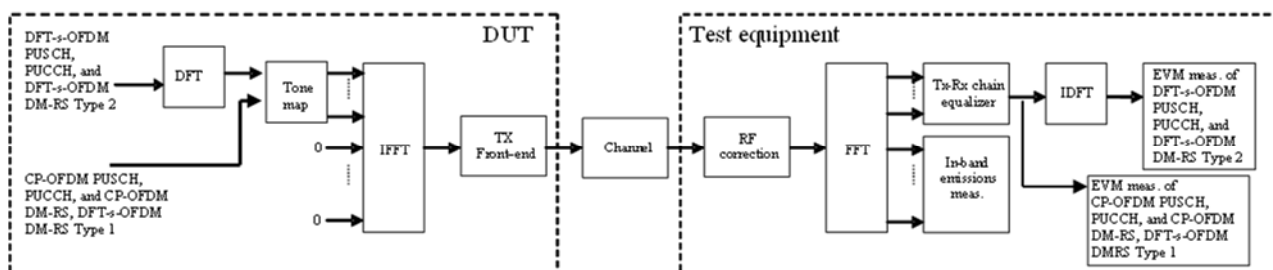 DUT
Test equipment
DFT-s-OFDM
PUSCH,
PUCCH, and
DFT-s-OFDM
DM-RS Type 2
DFT
Tone
map
CP-OFDM PUSCH,
PUCCH, and CP-OFDM
DM-RS, DFT-s-OFDM
DM-RS Type 1
0
0
IFFT
TX
Front-end
Channel
RF
correction
FFT
Tx-Rx chain
equalizer
In-band
emissions
meas.
IDFT
EVM meas. of
DFT-s-OFDM
PUSCH,
PUCCH, and
DFT-s-OFDM
DM-RS Type 2
EVM meas. of
CP-OFDM PUSCH,
PUCCH, and CP-OFDM
DM-RS, DFT-s-OFDM
DMRS Type 1